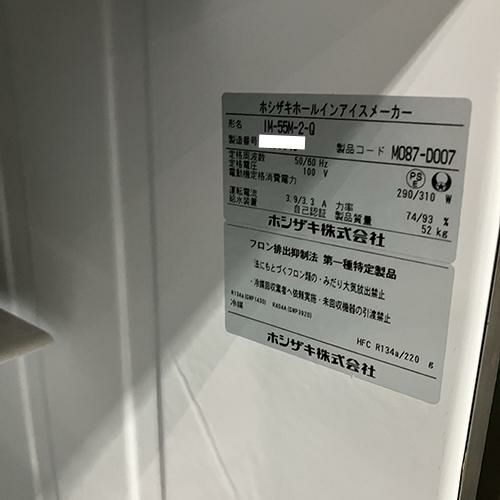 ホシザキホールインアイスメーカー
形名 IM-55M-2-Q
製造番号 製品コード M087-D007
定格周波数 50/60 Hz
定格電圧 100 V
電動機定格消費電力 290/310 W
PSE
運転電流 3.9/3.3 A 力率 74/93 %
給水装置 自己認証 製品質量 52 kg
ホシザキ株式会社
フロン排出抑制法 第一種特定製品
・法にもとづくフロン類の・みだり大気放出禁止
・冷媒回収業者へ依頼実施・未回収機器の引渡禁止
R134a(GWP1430) R404A(GWP3920)
冷媒 HFC R134a/220 g
ホシザキ株式会社